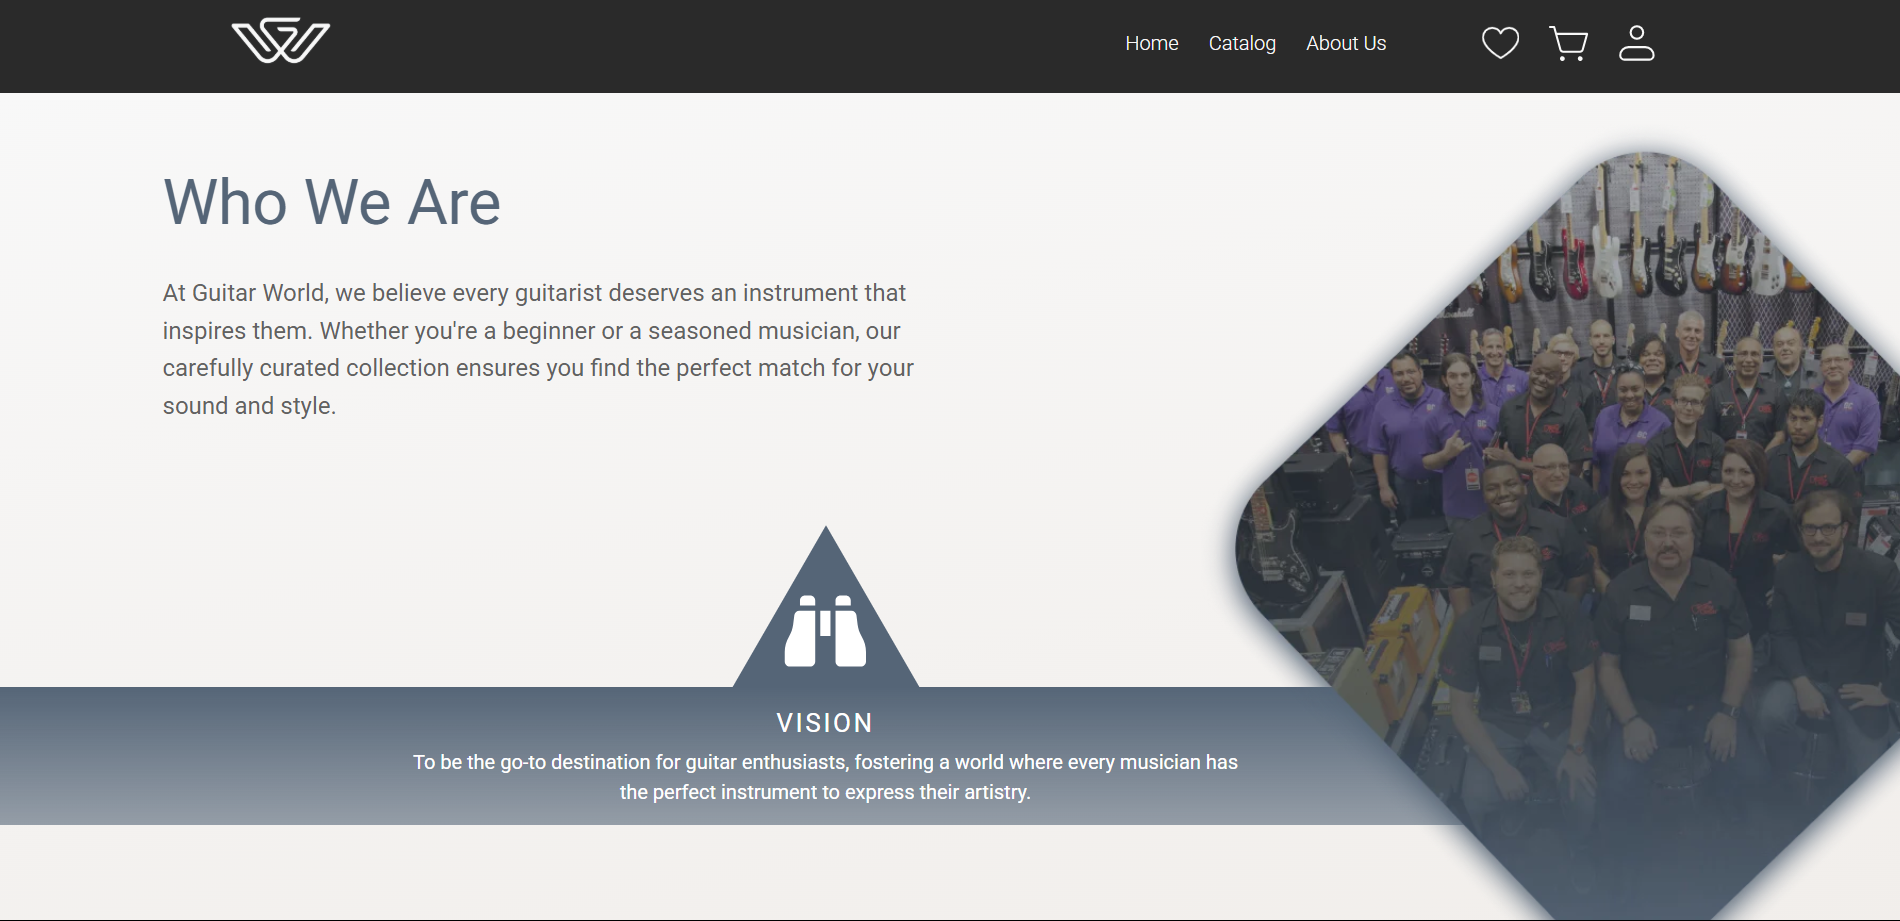 Home Catalog About Us
Who We Are
At Guitar World, we believe every guitarist deserves an instrument that
inspires them. Whether you're a beginner or a seasoned musician, our
carefully curated collection ensures you find the perfect match for your
sound and style.
VISION
To be the go-to destination for guitar enthusiasts, fostering a world where every musician has
the perfect instrument to express their artistry.